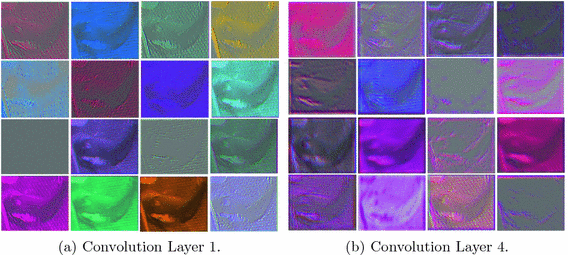 (a) Convolution Layer 1.
(b) Convolution Layer 4.